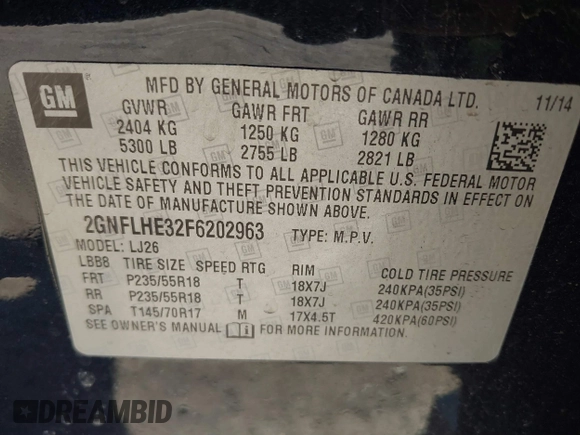 GM
MFD BY GENERAL MOTORS OF CANADA LTD. 11/14
GVWR GAWR FRT GAWR RR
2404 KG 1250 KG 1280 KG
5300 LB 2755 LB 2821 LB
THIS VEHICLE CONFORMS TO ALL APPLICABLE U.S. FEDERAL MOTOR
VEHICLE SAFETY AND THEFT PREVENTION STANDARDS IN EFFECT ON
THE DATE OF MANUFACTURE SHOWN ABOVE.
2GNFLHE32F6202963 TYPE: M.P.V.
MODEL: LJ26
LBB8 TIRE SIZE SPEED RTG RIM COLD TIRE PRESSURE
FRT P235/55R18 T 18X7J 240KPA(35PSI)
RR P235/55R18 T 18X7J 240KPA(35PSI)
SPA T145/70R17 M 17X4.5T 420KPA(60PSI)
SEE OWNER'S MANUAL FOR MORE INFORMATION
DREAMBID